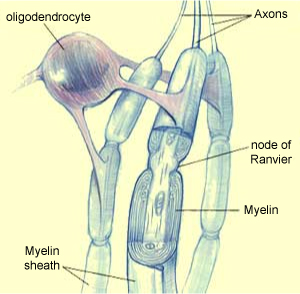 Axons
oligodendrocyte
node of
Ranvier
Myelin
Myelin
sheath